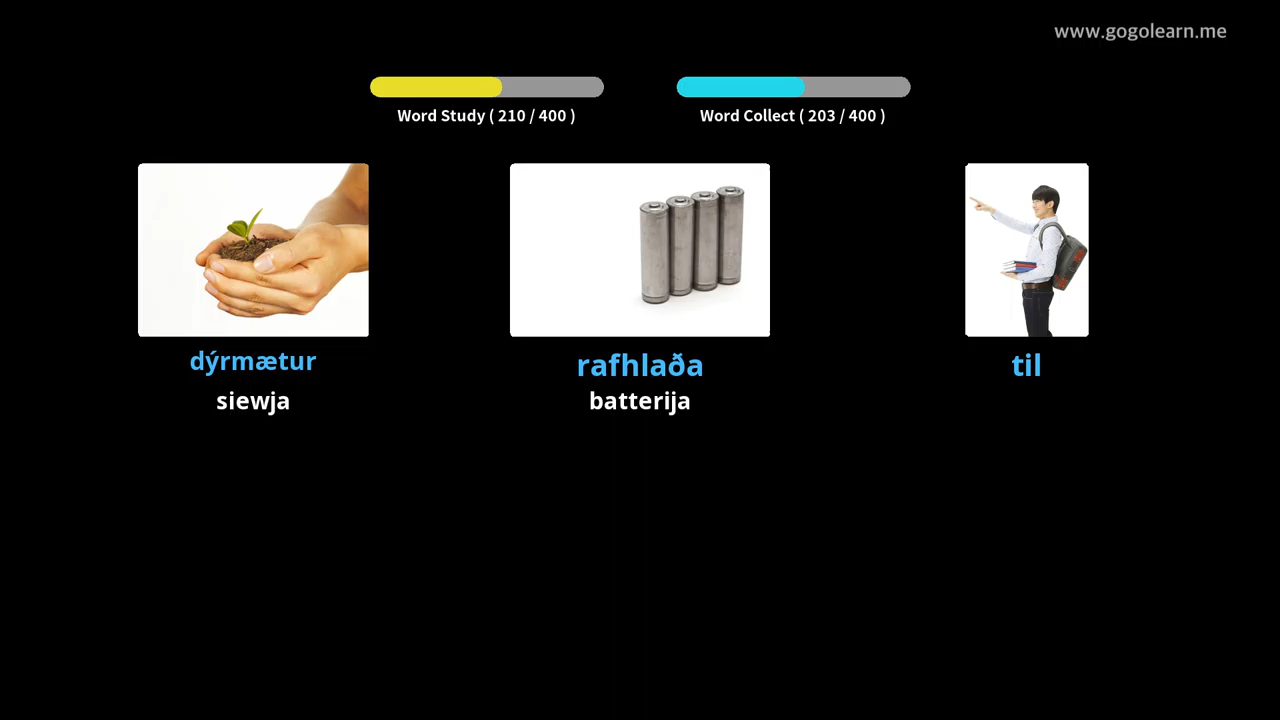 www.gogolearn.me
Word Study ( 210 / 400 )
Word Collect ( 203 / 400 )
dýrmætur
rafhlaða
til
siewja
batterija